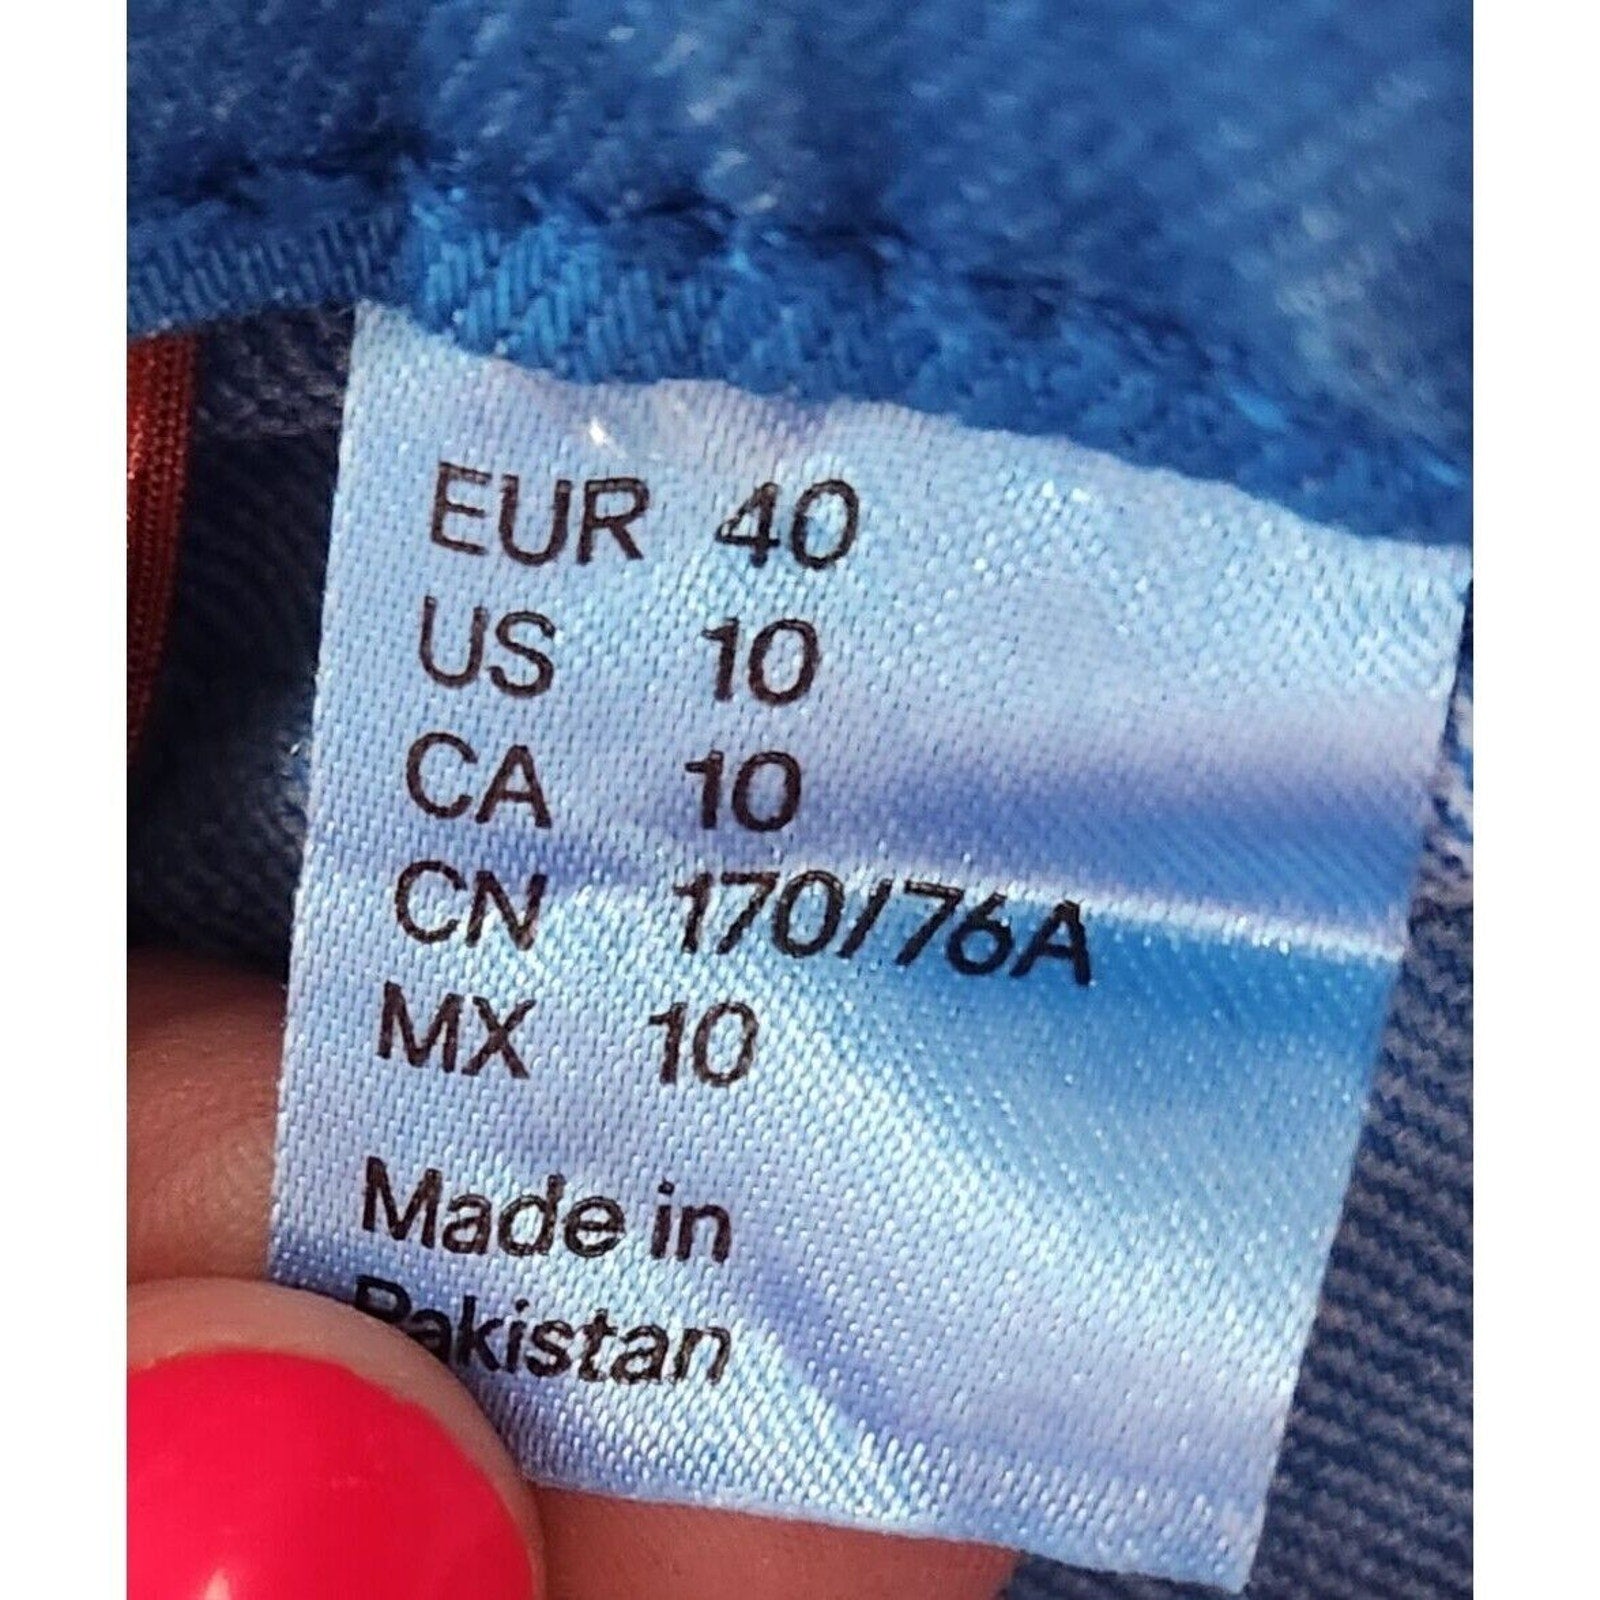 EUR 40
US 10
CA 10
CN 170/76A
MX 10
Made in
Pakistan